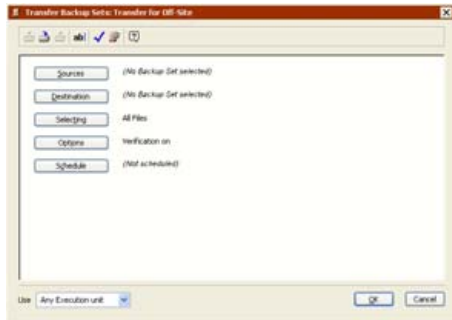 Transfer Backup Sets: Transfer for Off-Site
ab|
Sources (No Backup Set selected)
Destination (No Backup Set selected)
Selecting All Files
Options Verification on
Schedule (Not scheduled)
Use Any Execution unit
OK Cancel